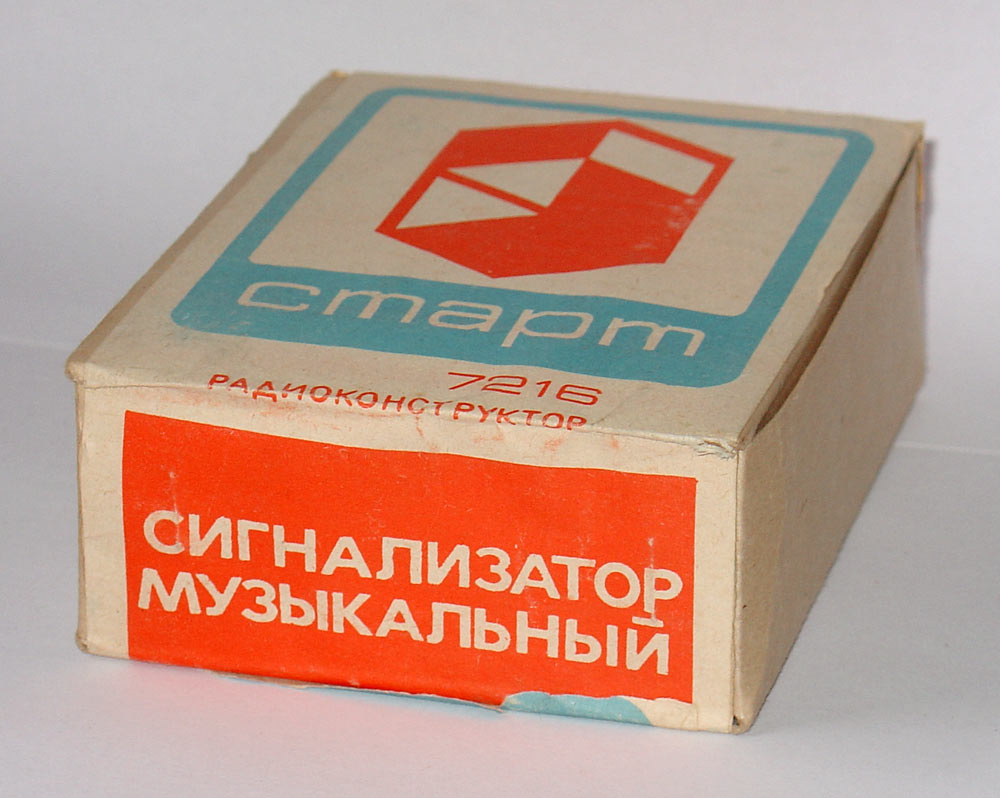 старт
7216
РАДИОКОНСТРУКТОР
СИГНАЛИЗАТОР
МУЗЫКАЛЬНЫЙ